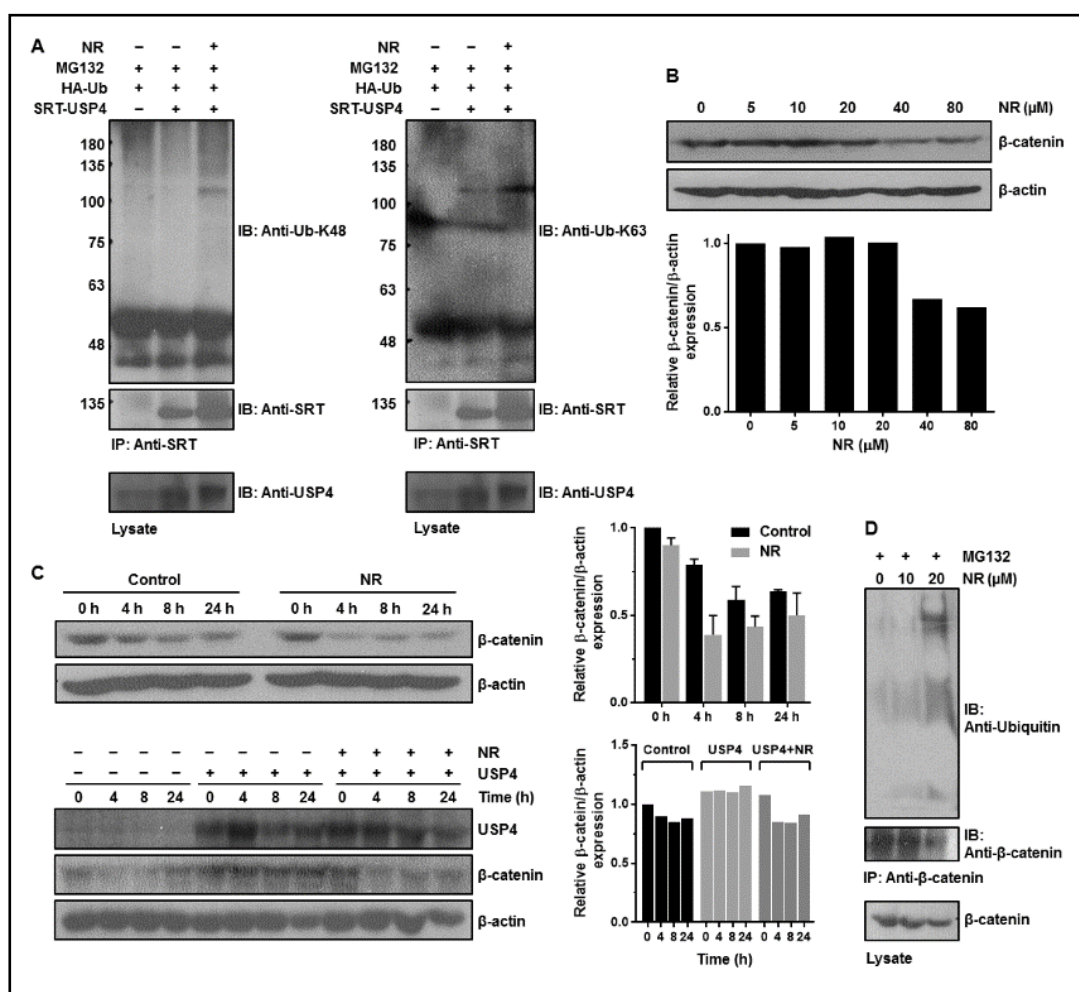 A
NR − − +
MG132 + + +
HA-Ub + + +
SRT-USP4 − + +
180
135
100
75
63
48
IB: Anti-Ub-K48
135
IB: Anti-SRT
IP: Anti-SRT
IB: Anti-USP4
Lysate
NR − − +
MG132 + + +
HA-Ub + + +
SRT-USP4 − + +
180
135
100
75
63
48
IB: Anti-Ub-K63
135
IB: Anti-SRT
IP: Anti-SRT
IB: Anti-USP4
Lysate
B
0 5 10 20 40 80 NR (μM)
β-catenin
β-actin
Relative β-catenin/β-actin
expression
1.0
0.5
0.0
0 5 10 20 40 80
NR (μM)
C
Control NR
0 h 4 h 8 h 24 h 0 h 4 h 8 h 24 h
β-catenin
β-actin
Relative β-catenin/β-actin
expression
1.0
0.5
0.0
Control
NR
0 h 4 h 8 h 24 h
− − − − − − − − + + + + NR
− − − − + + + + + + + + USP4
0 4 8 24 0 4 8 24 0 4 8 24 Time (h)
USP4
β-catenin
β-actin
Relative β-catein/β-actin
expression
1.5
1.0
0.5
0.0
Control USP4 USP4+NR
0 4 8 24 0 4 8 24 0 4 8 24
Time (h)
D
+ + + MG132
0 10 20 NR (μM)
IB:
Anti-Ubiquitin
IB:
Anti-β-catenin
IP: Anti-β-catenin
β-catenin
Lysate